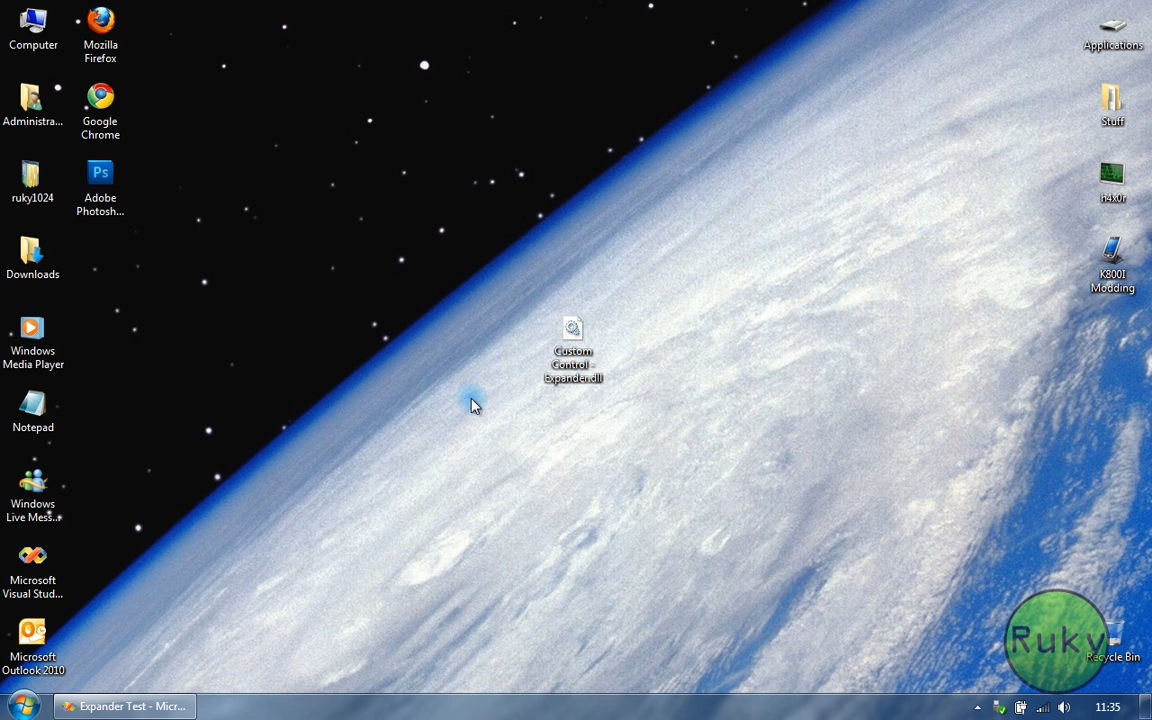 Computer
Mozilla
Firefox
Administra...
Google
Chrome
ruky1024
Ps
Adobe
Photosh...
Downloads
Windows
Media Player
Notepad
Windows
Live Mess...
Microsoft
Visual Stud...
Microsoft
Outlook 2010
Custom
Control -
Expander.dll
Applications
Stuff
h4x0r
K800I
Modding
Ruky
Recycle Bin
Expander Test - Micr...
11:35